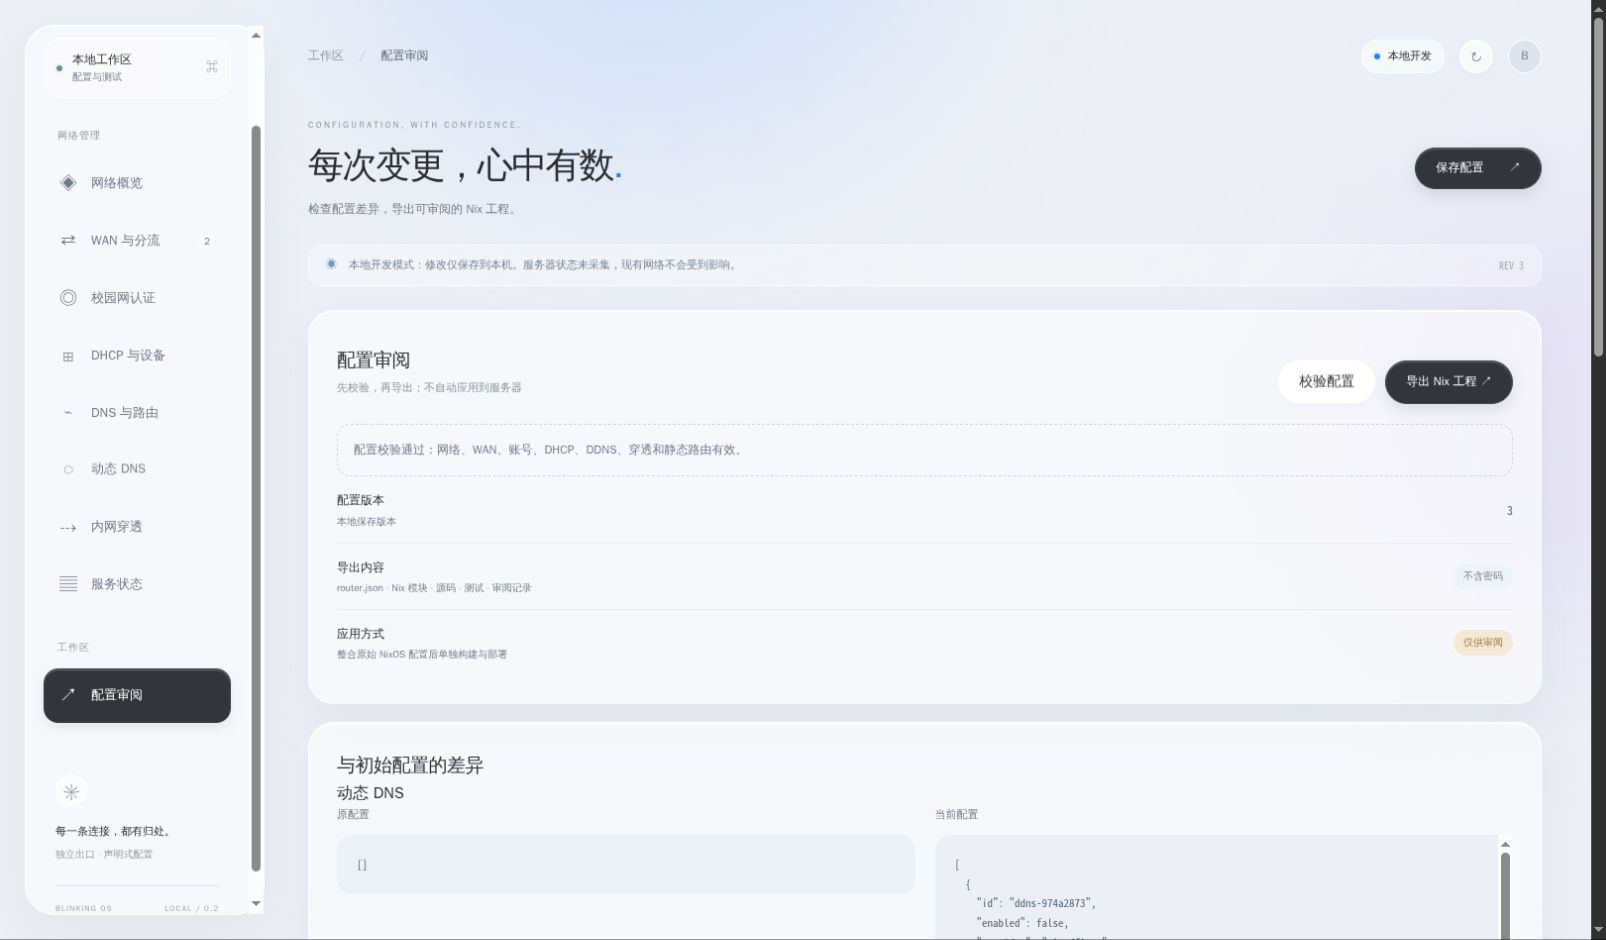 本地工作区
配置与测试
网络管理
网络概览
WAN 与分流 2
校园网认证
DHCP 与设备
DNS 与路由
动态 DNS
内网穿透
服务状态
工作区
配置审阅
每一条连接，都有归处。
独立出口 · 声明式配置
BLINKING OS LOCAL / 0.2
工作区 / 配置审阅
本地开发 B
CONFIGURATION, WITH CONFIDENCE.
每次变更，心中有数.
检查配置差异，导出可审阅的 Nix 工程。
保存配置 ↗
本地开发模式：修改仅保存到本机。服务器状态未采集，现有网络不会受到影响。 REV 3
配置审阅
先校验，再导出；不自动应用到服务器
校验配置 导出 Nix 工程 ↗
配置校验通过：网络、WAN、账号、DHCP、DDNS、穿透和静态路由有效。
配置版本
本地保存版本
3
导出内容
router.json · Nix 模块 · 源码 · 测试 · 审阅记录
不含密码
应用方式
整合原始 NixOS 配置后单独构建与部署
仅供审阅
与初始配置的差异
动态 DNS
原配置
[]
当前配置
[
{
"id": "ddns-974a2873",
"enabled": false,